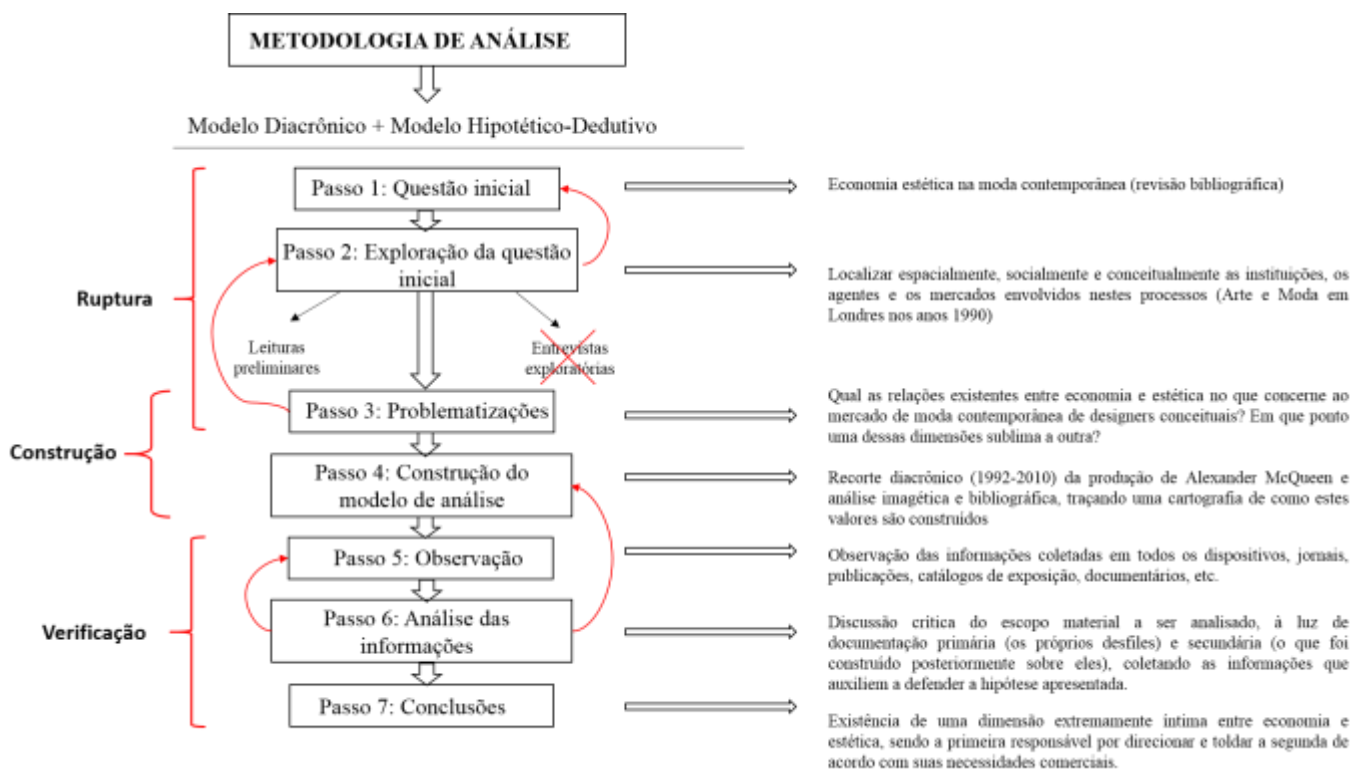 METODOLOGIA DE ANÁLISE
Modelo Diacrônico + Modelo Hipotético-Dedutivo
Ruptura
Passo 1: Questão inicial
Economia estética na moda contemporânea (revisão bibliográfica)
Passo 2: Exploração da questão
inicial
Localizar espacialmente, socialmente e conceitualmente as instituições, os
agentes e os mercados envolvidos nestes processos (Arte e Moda em
Londres nos anos 1990)
Leituras
preliminares
Entrevistas
exploratórias
Construção
Passo 3: Problematizações
Qual as relações existentes entre economia e estética no que concerne ao
mercado de moda contemporânea de designers conceituais? Em que ponto
uma dessas dimensões sublima a outra?
Passo 4: Construção do
modelo de análise
Recorte diacrônico (1992-2010) da produção de Alexander McQueen e
análise imagética e bibliográfica, traçando uma cartografia de como estes
valores são construídos
Verificação
Passo 5: Observação
Observação das informações coletadas em todos os dispositivos, jornais,
publicações, catálogos de exposição, documentários, etc.
Passo 6: Análise das
informações
Discussão crítica do escopo material a ser analisado, à luz de
documentação primária (os próprios desfiles) e secundária (o que foi
construído posteriormente sobre eles), coletando as informações que
auxiliem a defender a hipótese apresentada.
Passo 7: Conclusões
Existência de uma dimensão extremamente íntima entre economia e
estética, sendo a primeira responsável por direcionar e toldar a segunda de
acordo com suas necessidades comerciais.